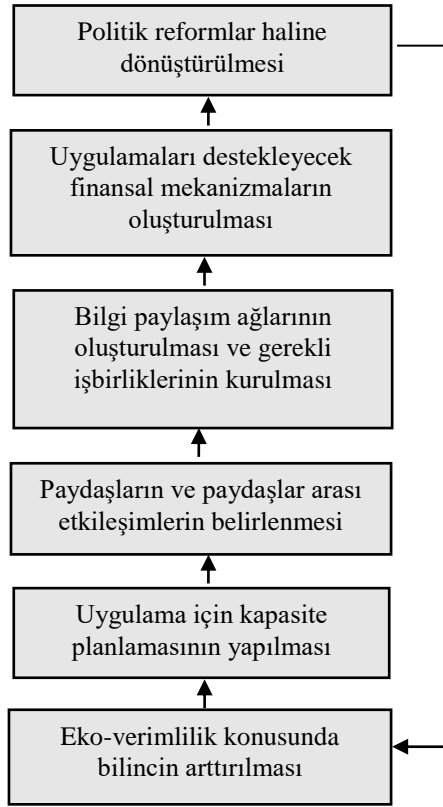 Politik reformlar haline
dönüştürülmesi
Uygulamaları destekleyecek
finansal mekanizmaların
oluşturulması
Bilgi paylaşım ağlarının
oluşturulması ve gerekli
işbirliklerinin kurulması
Paydaşların ve paydaşlar arası
etkileşimlerin belirlenmesi
Uygulama için kapasite
planlamasının yapılması
Eko-verimlilik konusunda
bilincin arttırılması